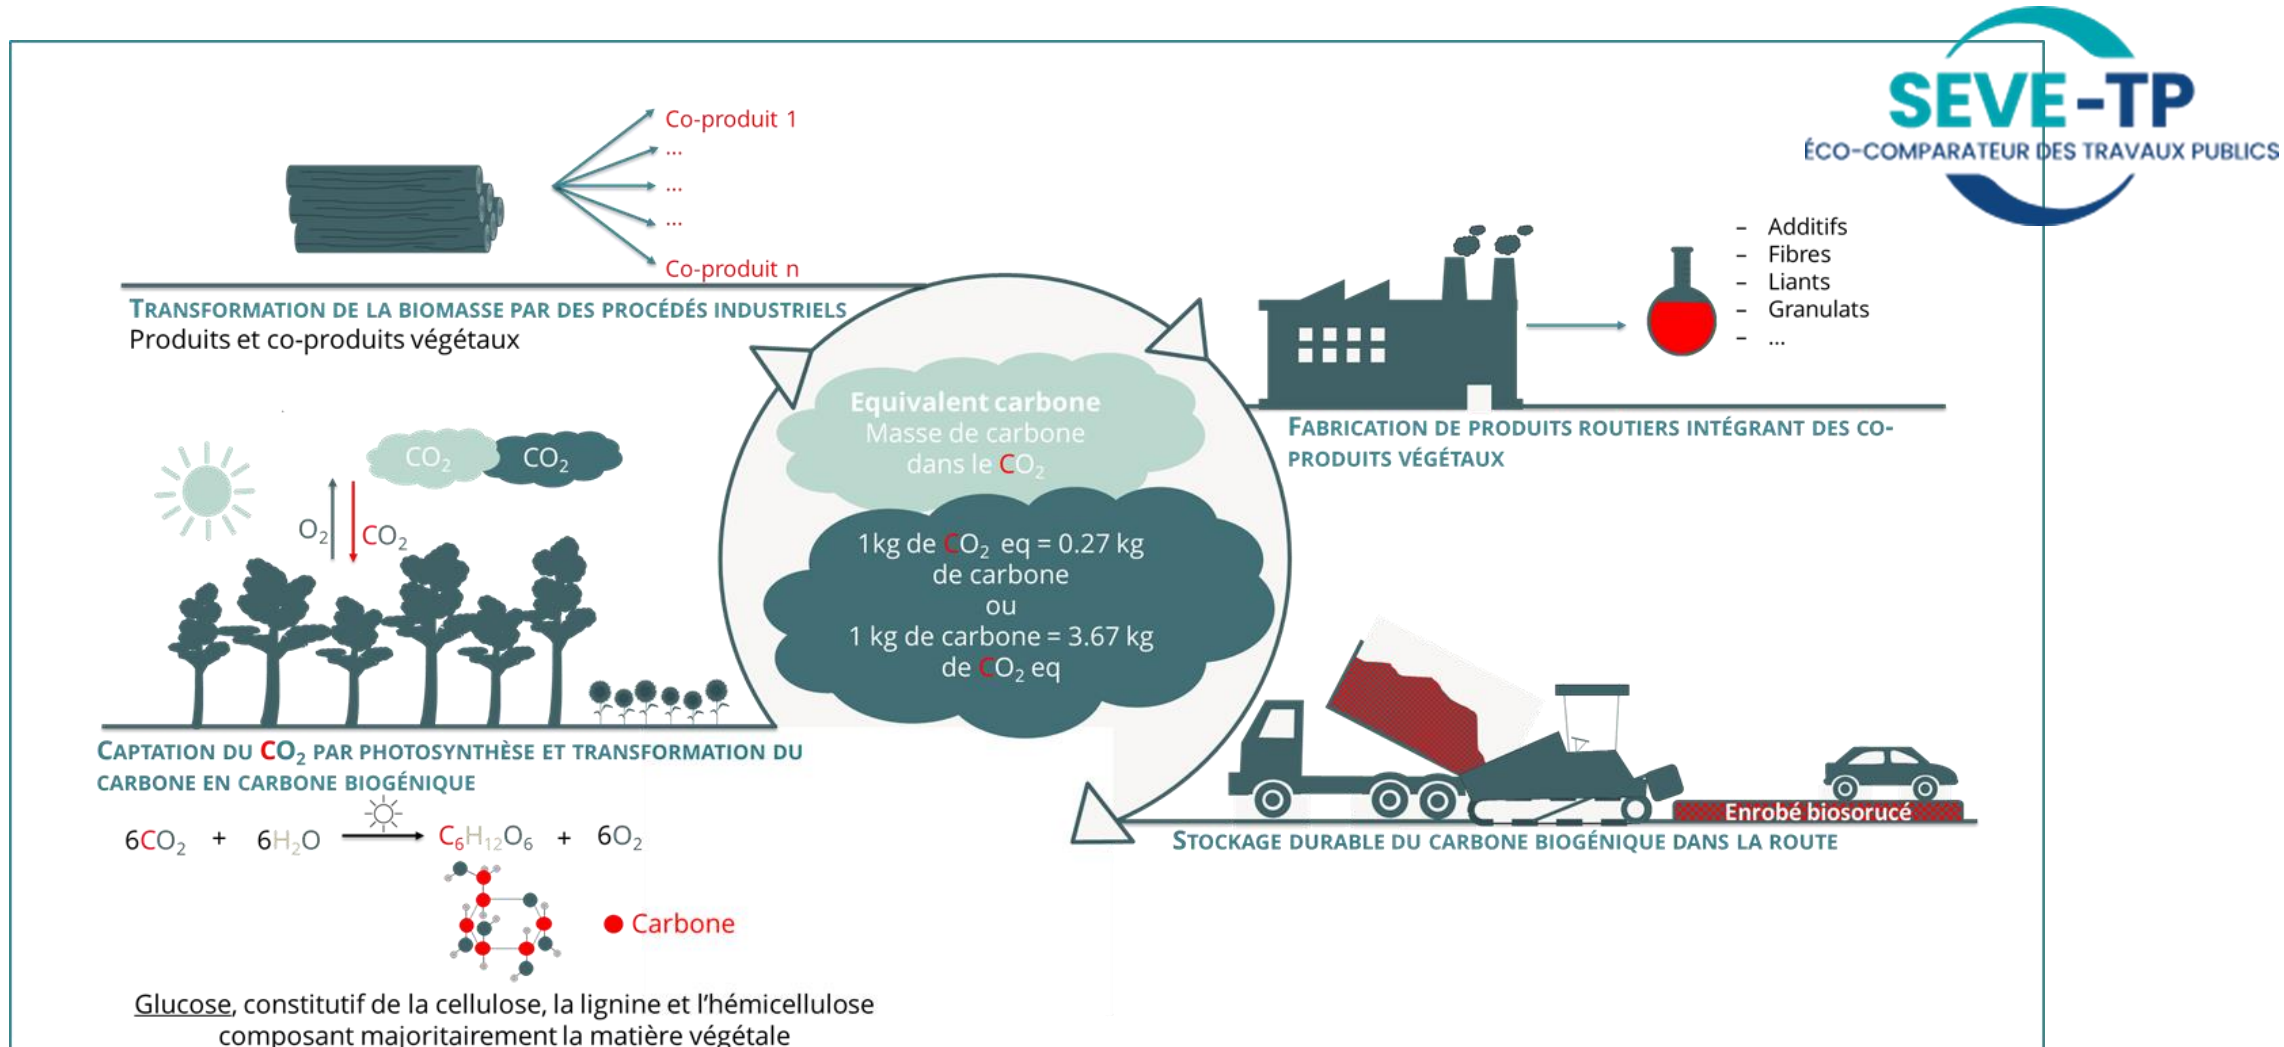 SEVE-TP
ÉCO-COMPARATEUR DES TRAVAUX PUBLICS
Co-produit 1
...
...
...
Co-produit n
TRANSFORMATION DE LA BIOMASSE PAR DES PROCÉDÉS INDUSTRIELS
Produits et co-produits végétaux
– Additifs
– Fibres
– Liants
– Granulats
– ...
FABRICATION DE PRODUITS ROUTIERS INTÉGRANT DES CO-
PRODUITS VÉGÉTAUX
Equivalent carbone
Masse de carbone
dans le CO₂
1kg de CO₂ eq = 0.27 kg
de carbone
ou
1 kg de carbone = 3.67 kg
de CO₂ eq
CO₂ CO₂
O₂ CO₂
CAPTATION DU CO₂ PAR PHOTOSYNTHÈSE ET TRANSFORMATION DU
CARBONE EN CARBONE BIOGÉNIQUE
6CO₂ + 6H₂O C₆H₁₂O₆ + 6O₂
Carbone
Glucose, constitutif de la cellulose, la lignine et l'hémicellulose
composant majoritairement la matière végétale
Enrobé biosorucé
STOCKAGE DURABLE DU CARBONE BIOGÉNIQUE DANS LA ROUTE